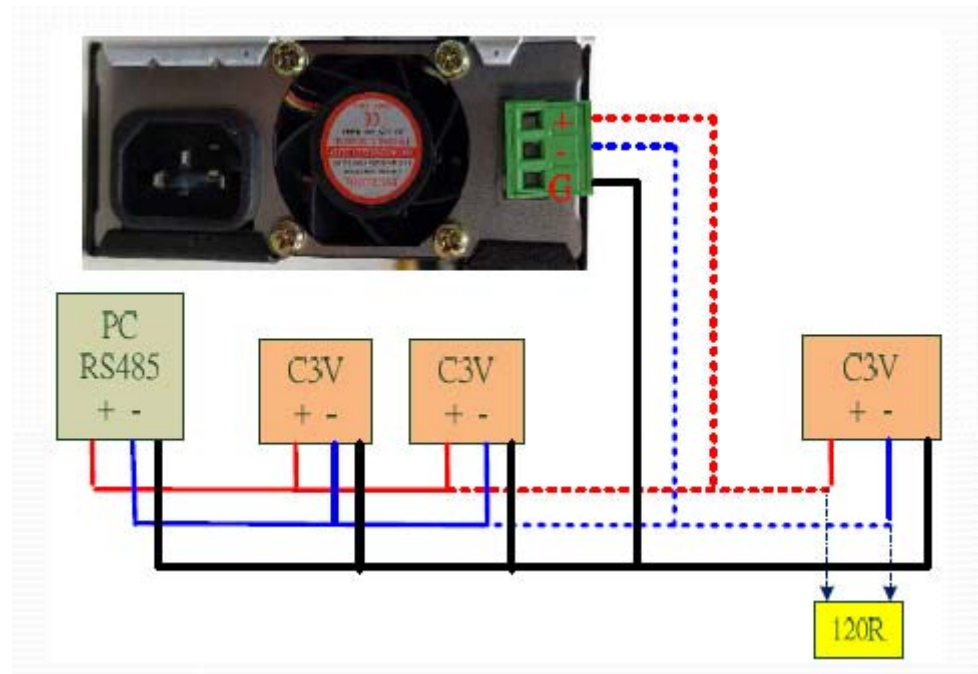 +
-
G
PC
RS485
+ -
C3V
+ -
C3V
+ -
C3V
+ -
120R